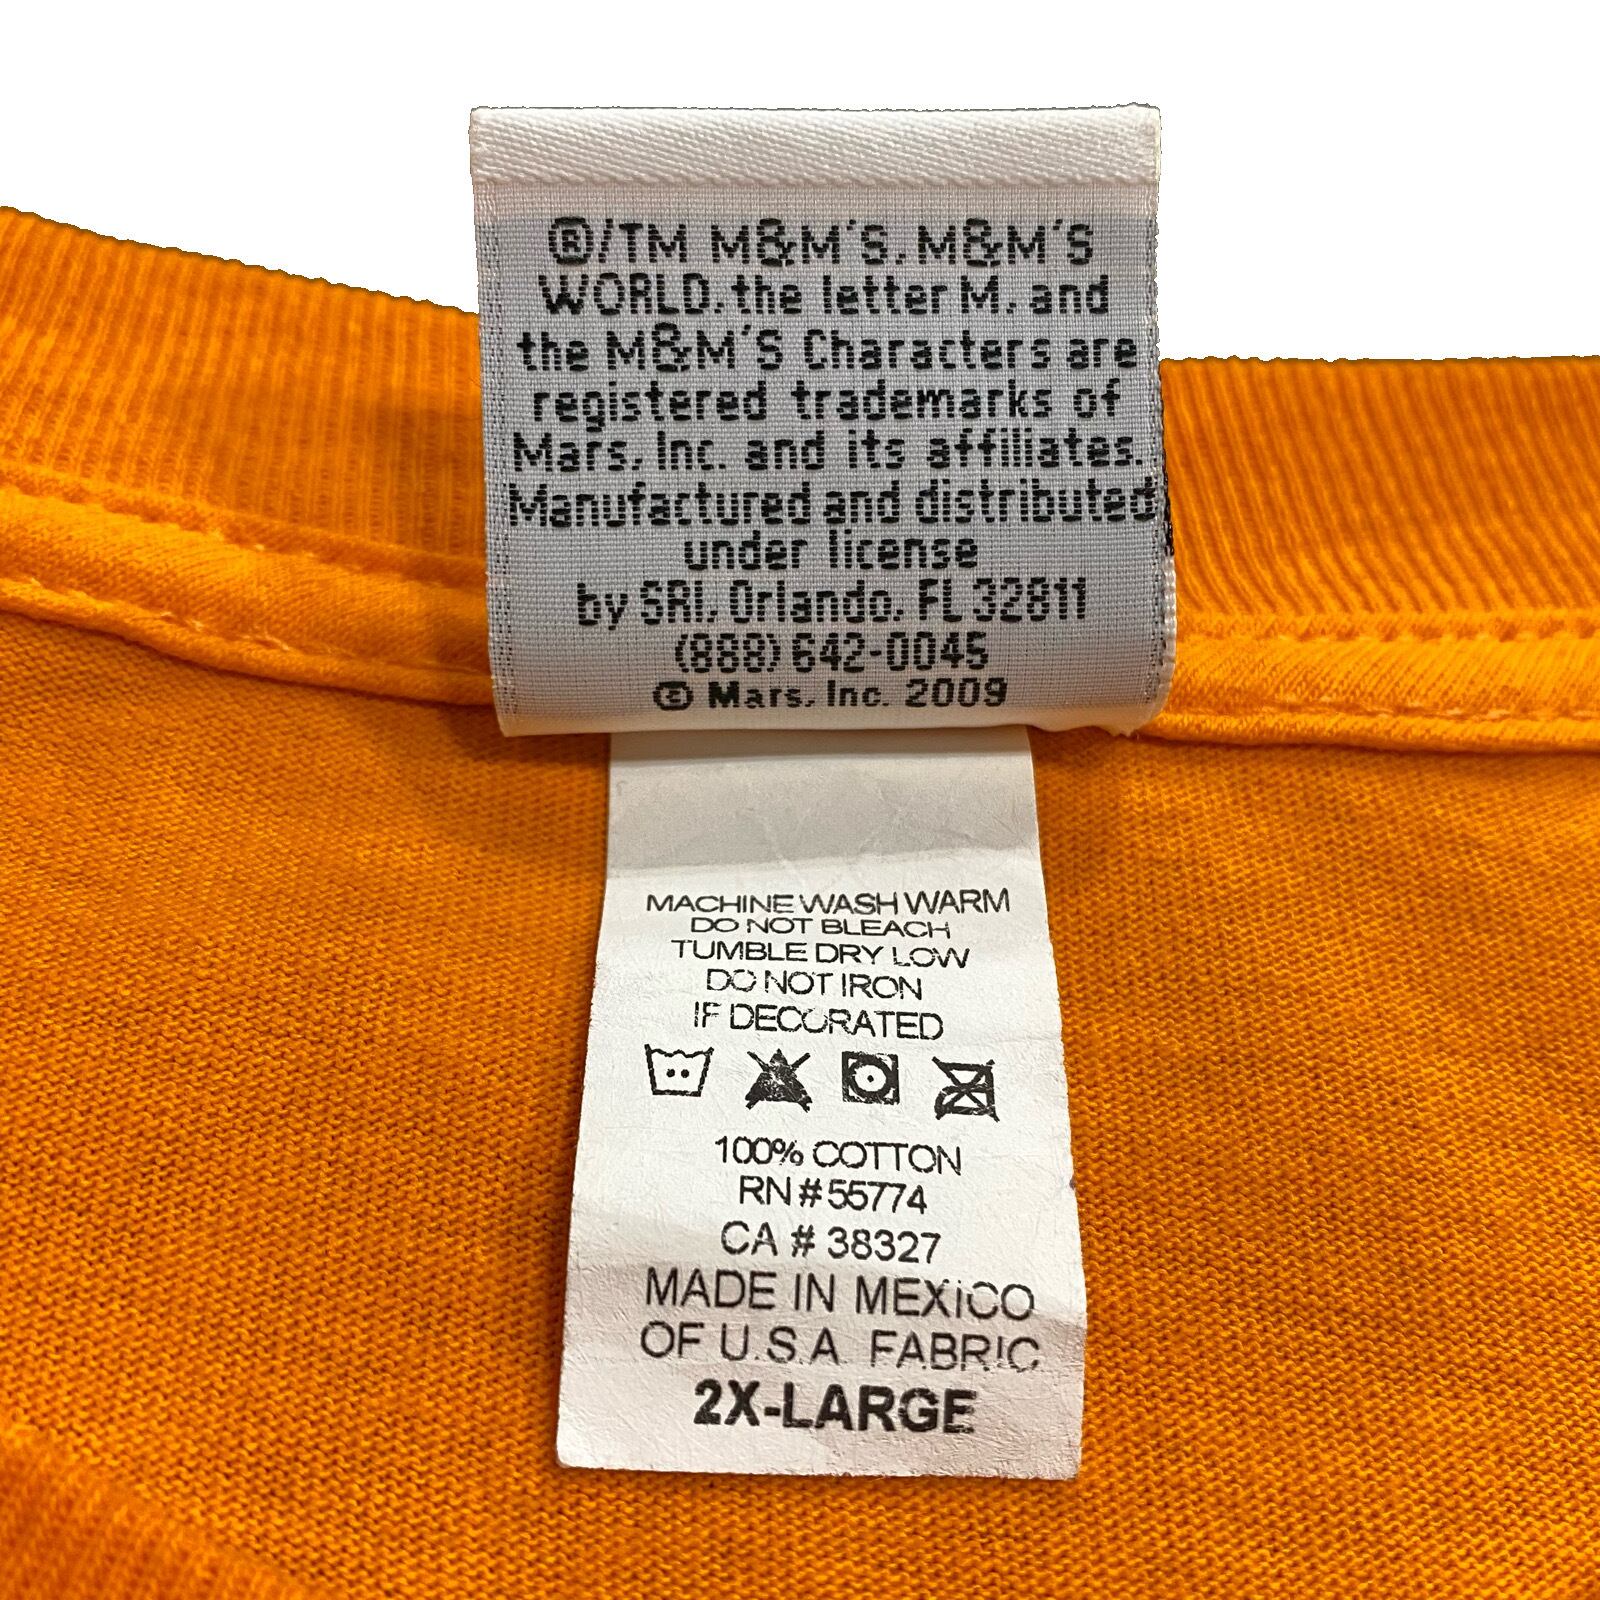 ®/TM M&M'S, M&M'S
WORLD, the letter M, and
the M&M'S Characters are
registered trademarks of
Mars, Inc. and its affiliates.
Manufactured and distributed
under license
by SRI, Orlando, FL 32811
(888) 642-0045
© Mars, Inc. 2009
MACHINE WASH WARM
DO NOT BLEACH
TUMBLE DRY LOW
DO NOT IRON
IF DECORATED
100% COTTON
RN # 55774
CA # 38327
MADE IN MEXICO
OF U.S.A. FABRIC
2X-LARGE